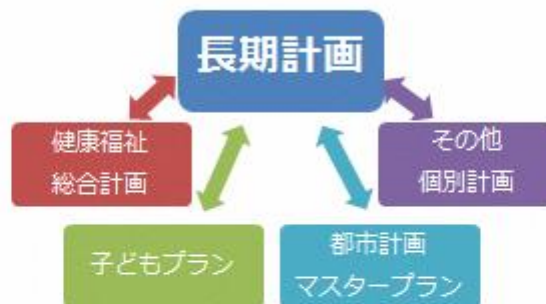 長期計画
健康福祉
総合計画
その他
個別計画
子どもプラン
都市計画
マスタープラン